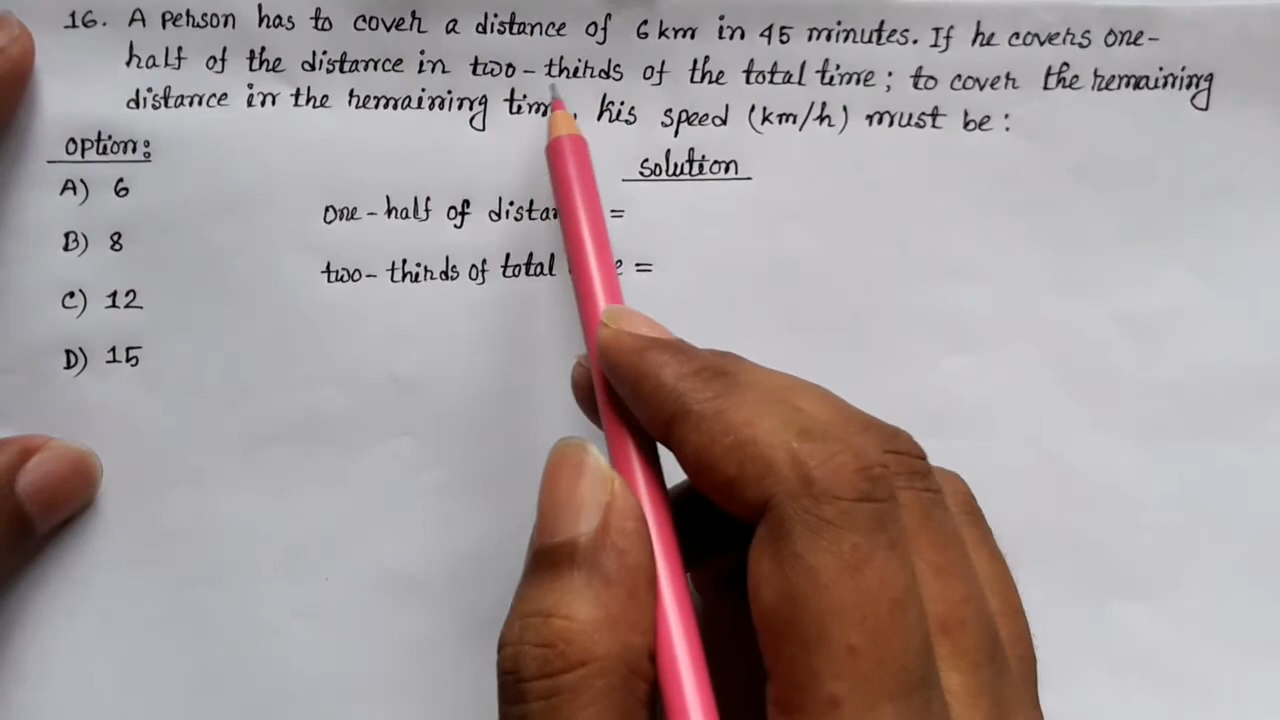 16. A person has to cover a distance of 6 km in 45 minutes. If he covers one-
half of the distance in two-thirds of the total time; to cover the remaining
distance in the remaining time, his speed (km/h) must be:
option:
A) 6
B) 8
C) 12
D) 15
solution
one-half of distance =
two-thirds of total =